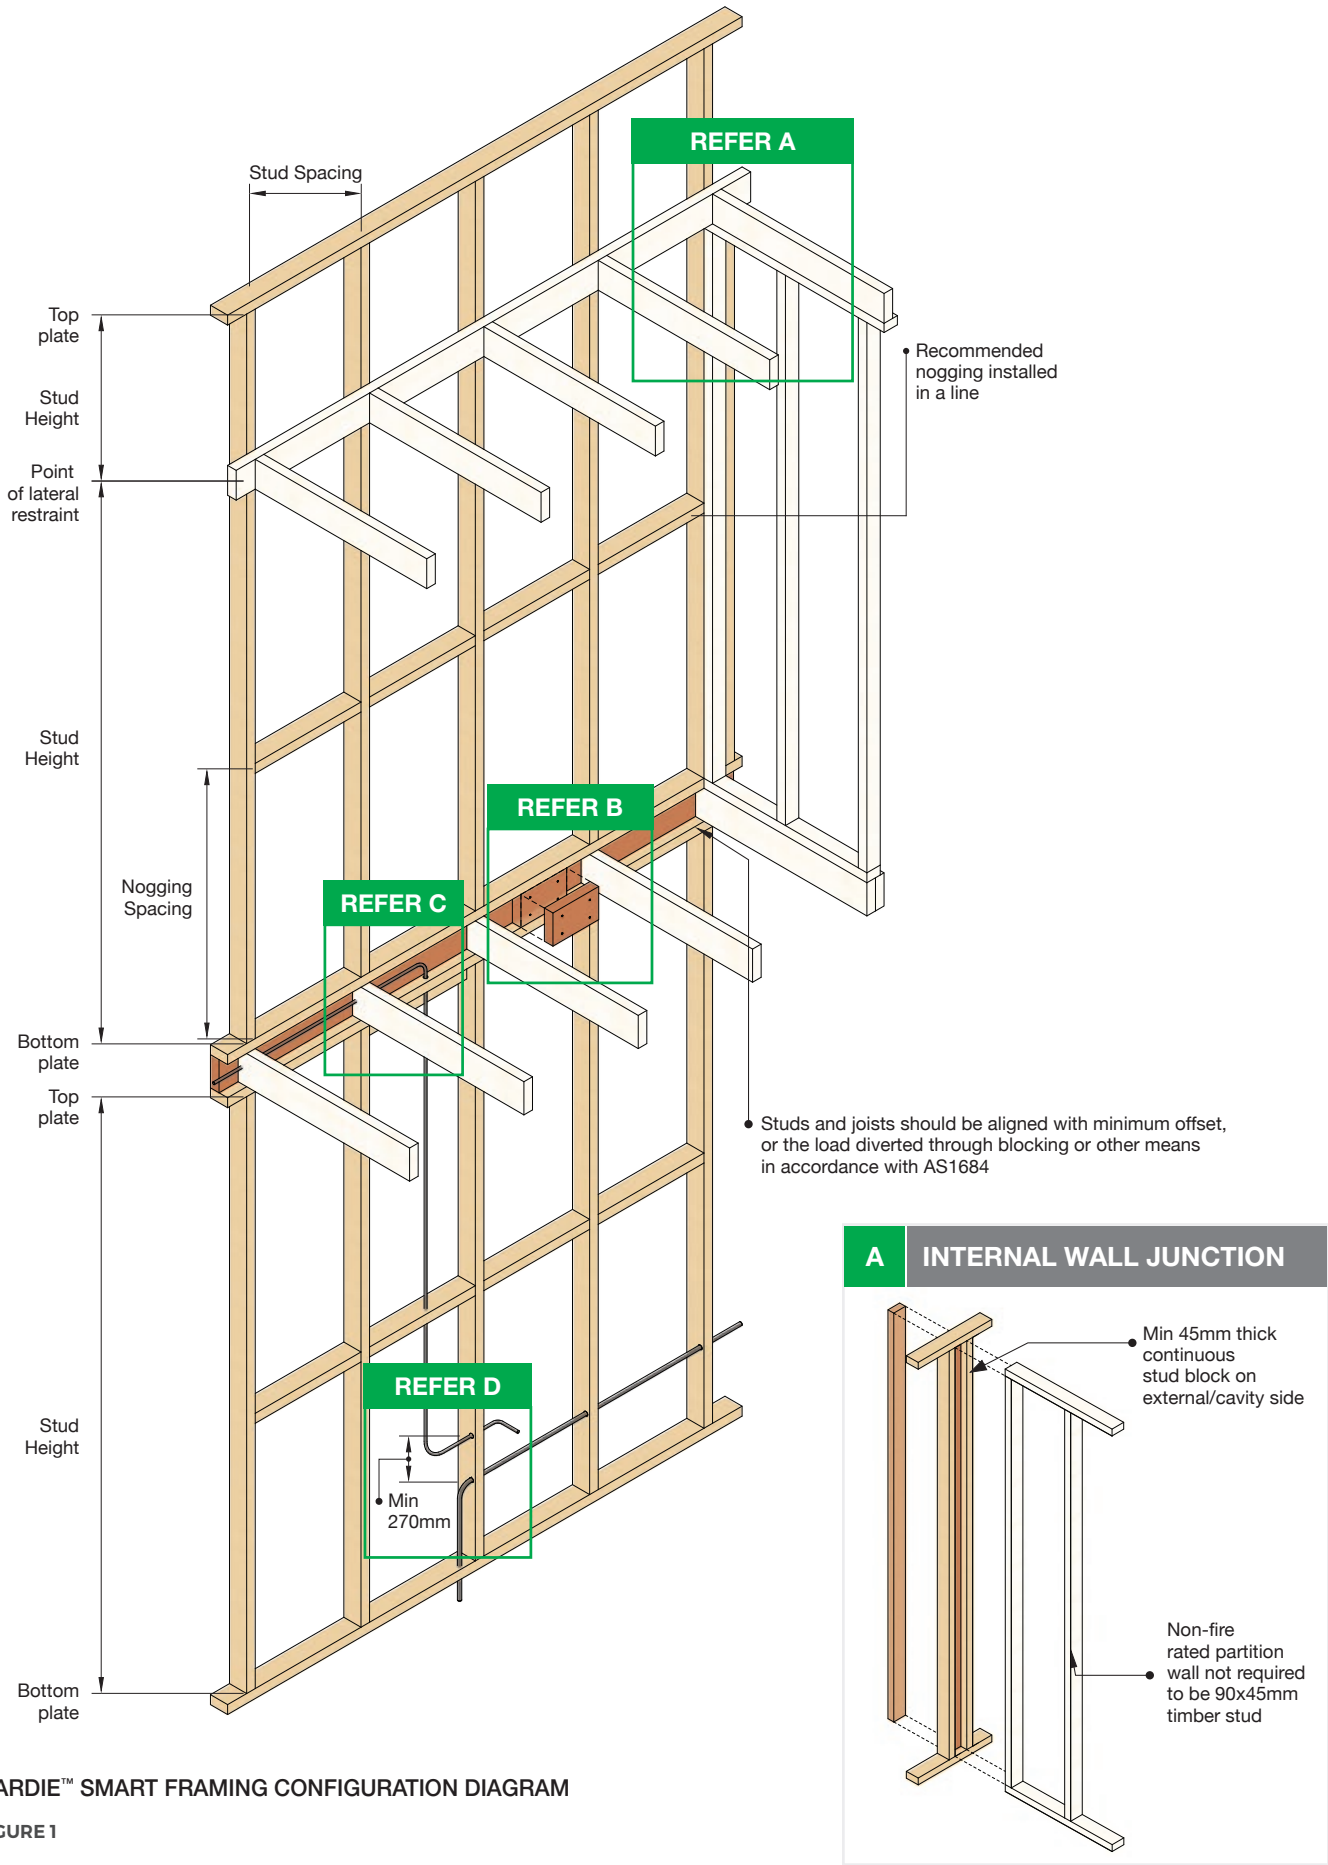 REFER A
Stud Spacing
Top
plate
Stud
Height
Recommended
nogging installed
in a line
Point
of lateral
restraint
Stud
Height
REFER B
Nogging
Spacing
REFER C
Bottom
plate
Top
plate
Studs and joists should be aligned with minimum offset,
or the load diverted through blocking or other means
in accordance with AS1684
A INTERNAL WALL JUNCTION
Min 45mm thick
continuous
stud block on
external/cavity side
REFER D
Stud
Height
Min
270mm
Non-fire
rated partition
wall not required
to be 90x45mm
timber stud
Bottom
plate
ARDIE™ SMART FRAMING CONFIGURATION DIAGRAM
GURE 1